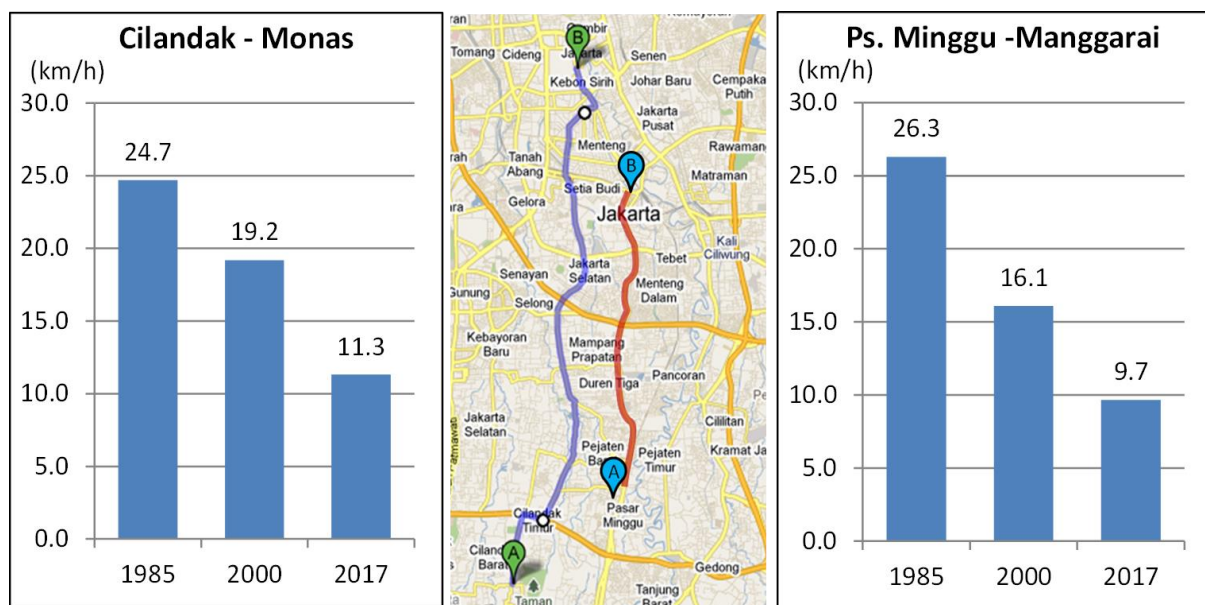 Cilandak - Monas
(km/h)
30.0
25.0
20.0
15.0
10.0
5.0
0.0
24.7
19.2
11.3
1985
2000
2017
B
Jakarta
Tomang
Cideng
Senen
Kemayoran
Kebon Sirih
Johar Baru
Cempaka
Putih
Jakarta
Pusat
Menteng
Rawamang
Tanah
Abang
B
Matraman
Setia Budi
Gelora
Jakarta
Kali
Ciliwung
Senayan
Jakarta
Selatan
Tebet
Gunung
Selong
Menteng
Dalam
Kebayoran
Baru
Mampang
Prapatan
Duren Tiga
Pancoran
Cililitan
Jakarta
Selatan
Pejaten
Pejaten
Timur
Kramat Ja
A
Pasar
Minggu
Cilandak
Timur
A
Barat
Gedong
Taman
Tanjung
Barat
Ps. Minggu -Manggarai
(km/h)
30.0
25.0
20.0
15.0
10.0
5.0
0.0
26.3
16.1
9.7
1985
2000
2017